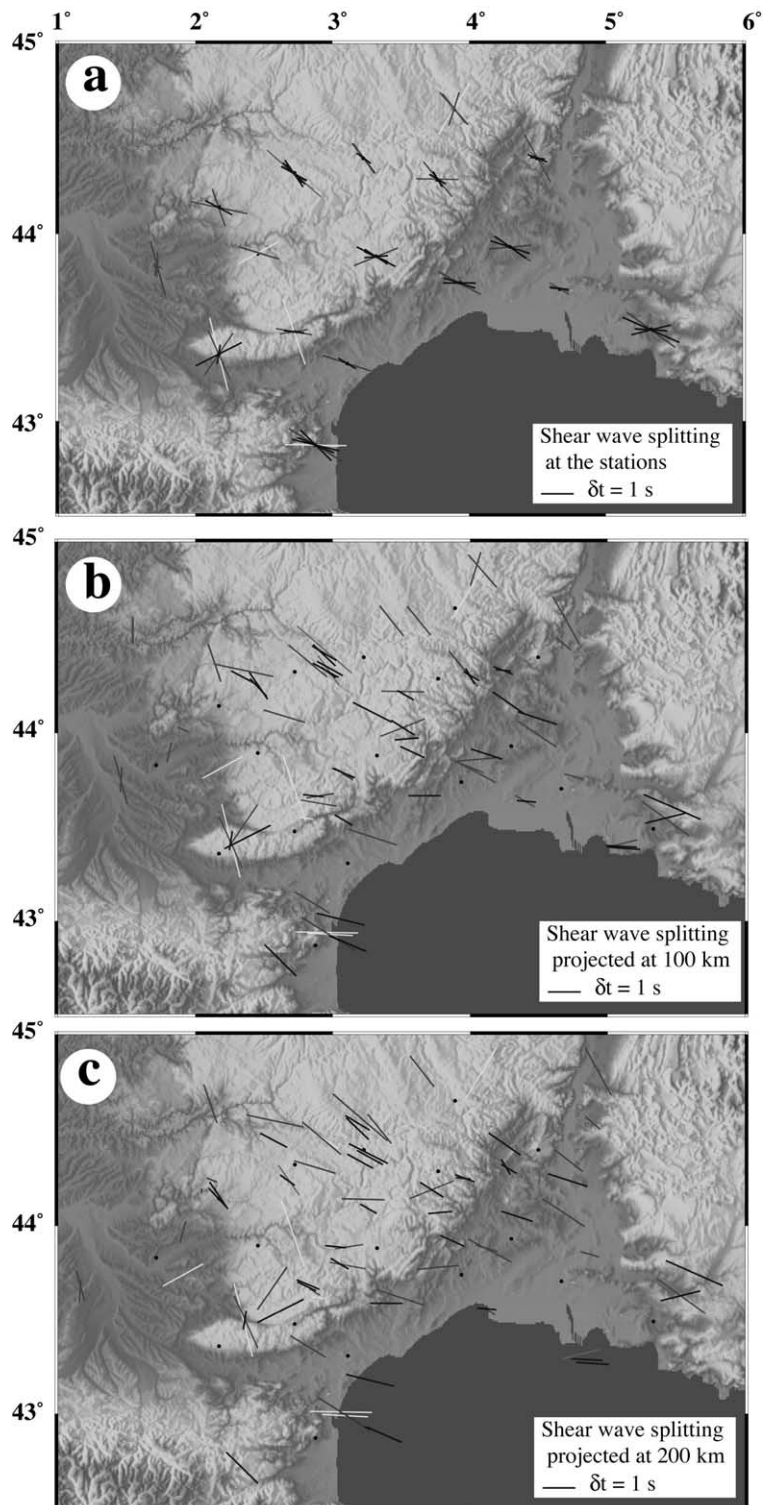 1° 2° 3° 4° 5° 6°
45°
a
44°
43°
Shear wave splitting
at the stations
δt = 1 s
45°
b
44°
43°
Shear wave splitting
projected at 100 km
δt = 1 s
45°
c
44°
43°
Shear wave splitting
projected at 200 km
δt = 1 s